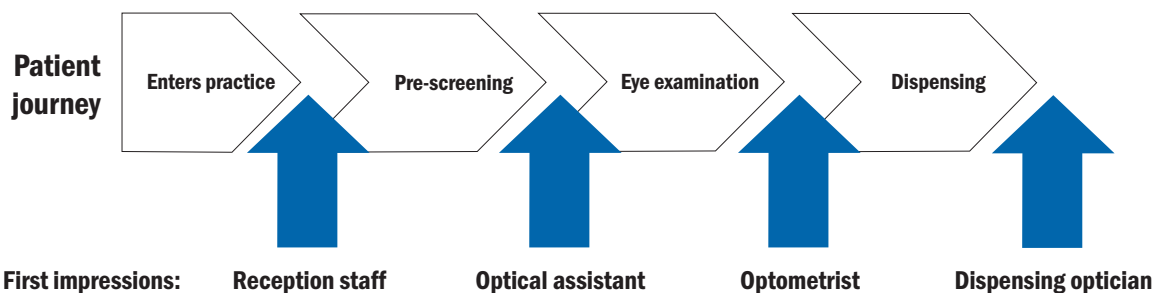 Patient
journey
Enters practice
Pre-screening
Eye examination
Dispensing
First impressions:
Reception staff
Optical assistant
Optometrist
Dispensing optician